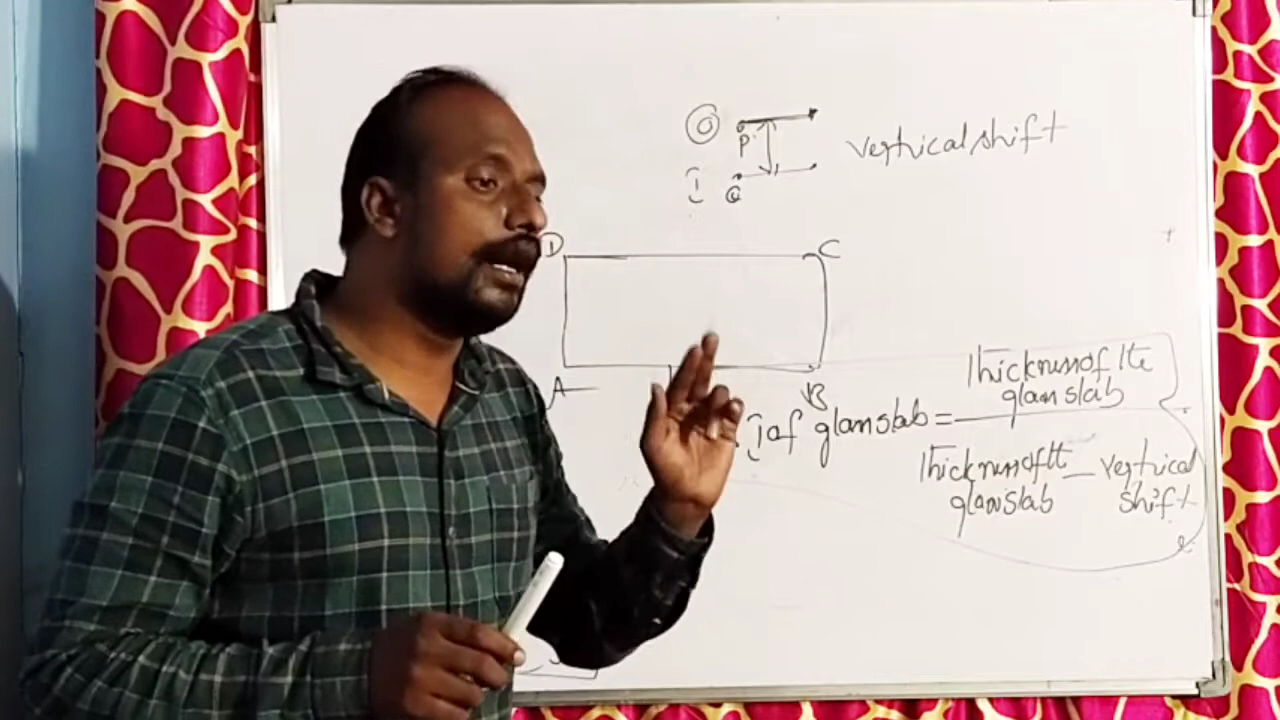 O
P
vertical shift
I
Q
D
C
A
B
Thickness of the
glass slab
I of glass slab =
Thickness of the
glass slab
– vertical
shift